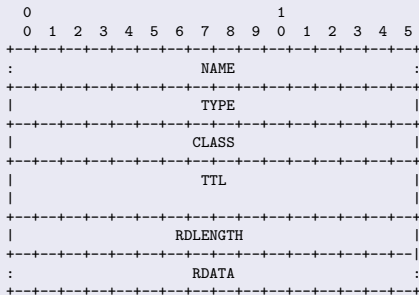 0 1
0 1 2 3 4 5 6 7 8 9 0 1 2 3 4 5
+--+--+--+--+--+--+--+--+--+--+--+--+--+--+--+--+
: NAME :
+--+--+--+--+--+--+--+--+--+--+--+--+--+--+--+--+
| TYPE |
+--+--+--+--+--+--+--+--+--+--+--+--+--+--+--+--+
| CLASS |
+--+--+--+--+--+--+--+--+--+--+--+--+--+--+--+--+
| TTL |
| |
+--+--+--+--+--+--+--+--+--+--+--+--+--+--+--+--+
| RDLENGTH |
+--+--+--+--+--+--+--+--+--+--+--+--+--+--+--+--|
: RDATA :
+--+--+--+--+--+--+--+--+--+--+--+--+--+--+--+--+